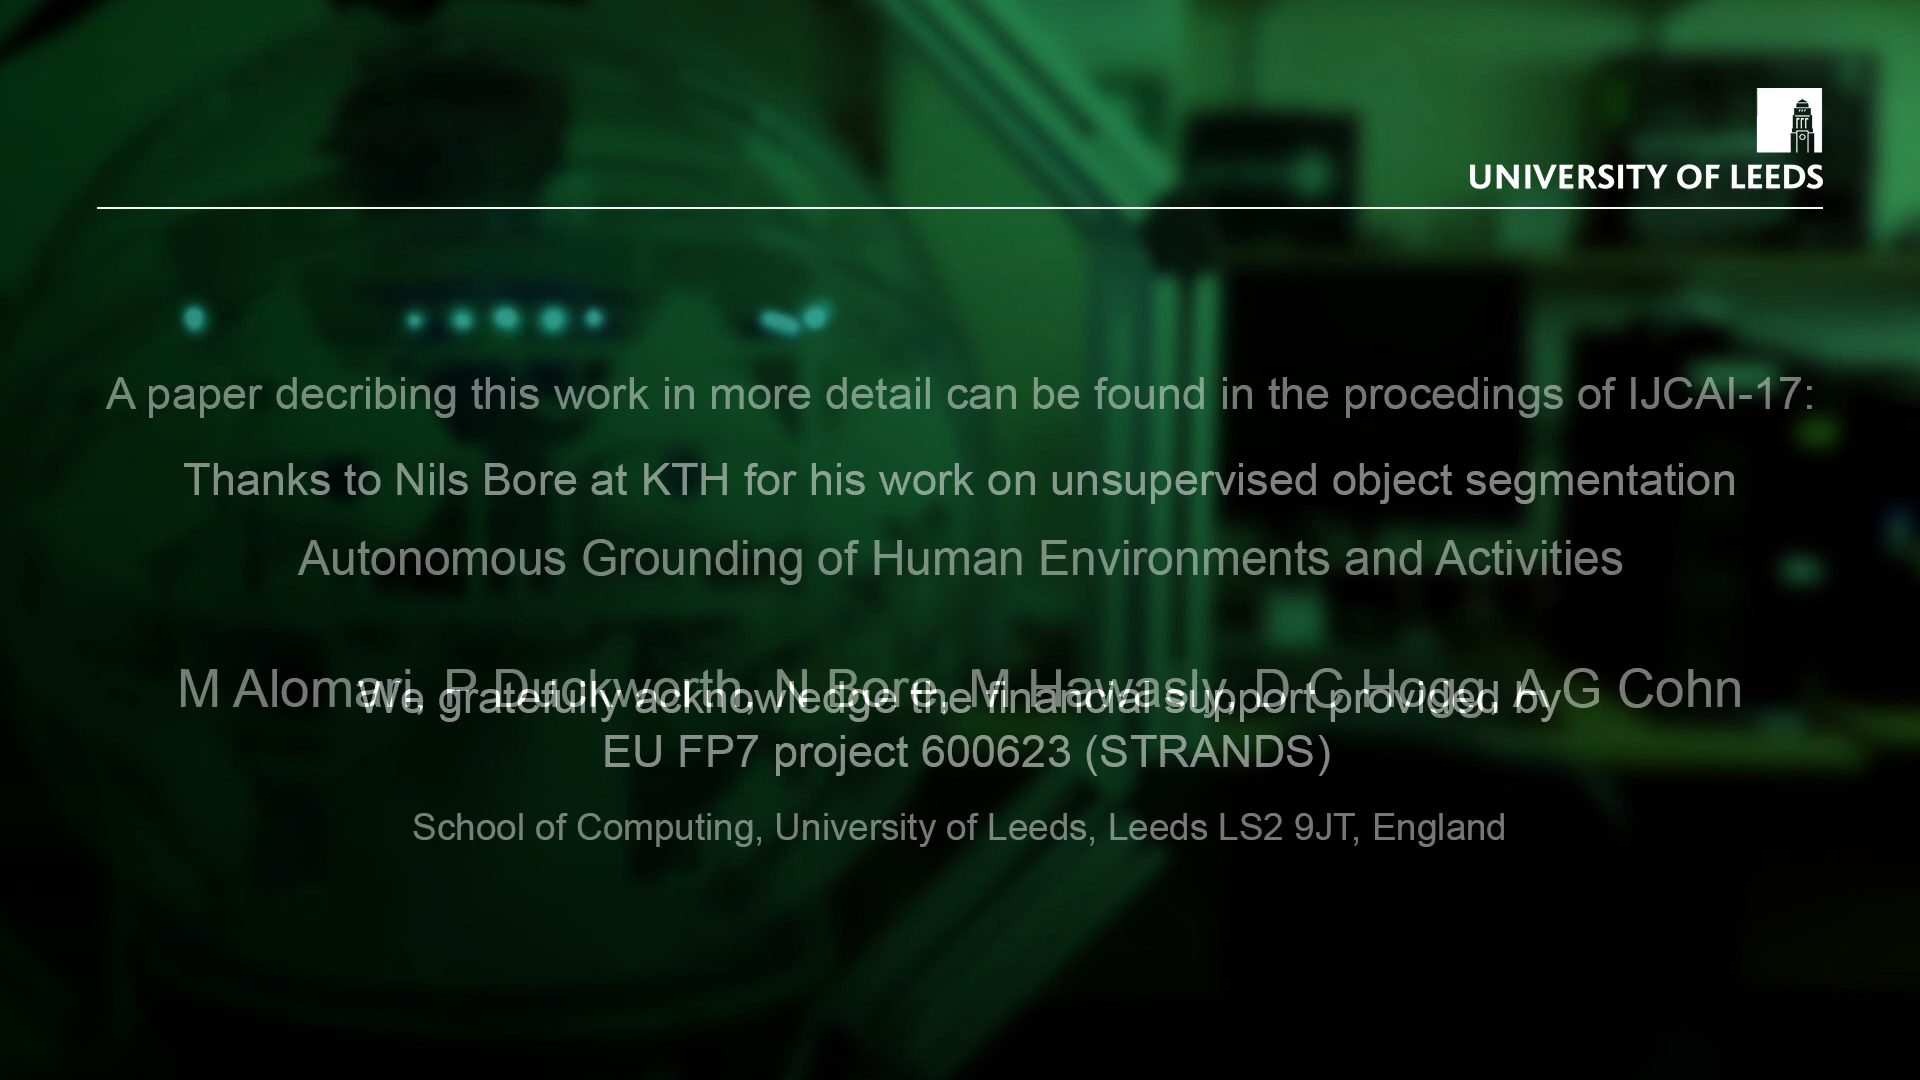 UNIVERSITY OF LEEDS
A paper decribing this work in more detail can be found in the procedings of IJCAI-17:
Thanks to Nils Bore at KTH for his work on unsupervised object segmentation
Autonomous Grounding of Human Environments and Activities
M Alomari, P Duckworth, N Bore, M Hawasly, D C Hogg, A G Cohn
We gratefully acknowledge the financial support provided by
EU FP7 project 600623 (STRANDS)
School of Computing, University of Leeds, Leeds LS2 9JT, England